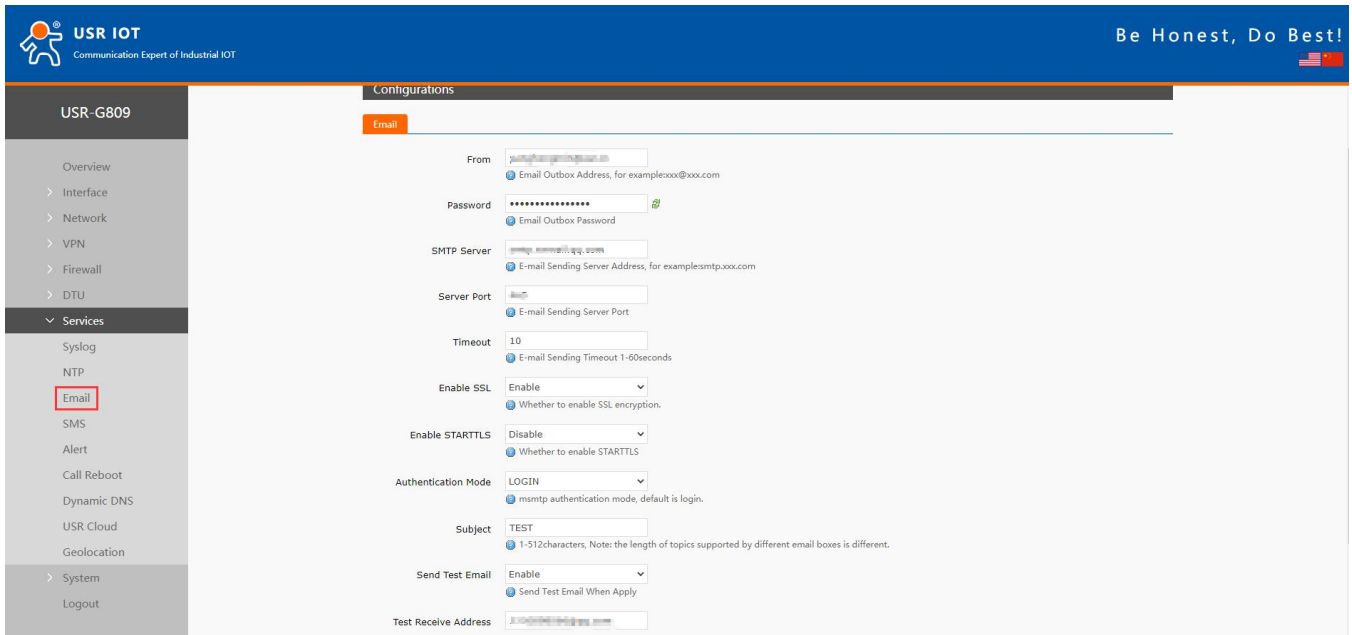 USR IOT
Communication Expert of Industrial IOT
Be Honest, Do Best!
USR-G809
Overview
Interface
Network
VPN
Firewall
DTU
Services
Syslog
NTP
Email
SMS
Alert
Call Reboot
Dynamic DNS
USR Cloud
Geolocation
System
Logout
Configurations
Email
From
Email Outbox Address, for example:xxx@xxx.com
Password ••••••••••••••••
Email Outbox Password
SMTP Server
E-mail Sending Server Address, for example:smtp.xxx.com
Server Port
E-mail Sending Server Port
Timeout 10
E-mail Sending Timeout 1-60seconds
Enable SSL Enable
Whether to enable SSL encryption.
Enable STARTTLS Disable
Whether to enable STARTTLS
Authentication Mode LOGIN
msmtp authentication mode, default is login.
Subject TEST
1-512characters, Note: the length of topics supported by different email boxes is different.
Send Test Email Enable
Send Test Email When Apply
Test Receive Address